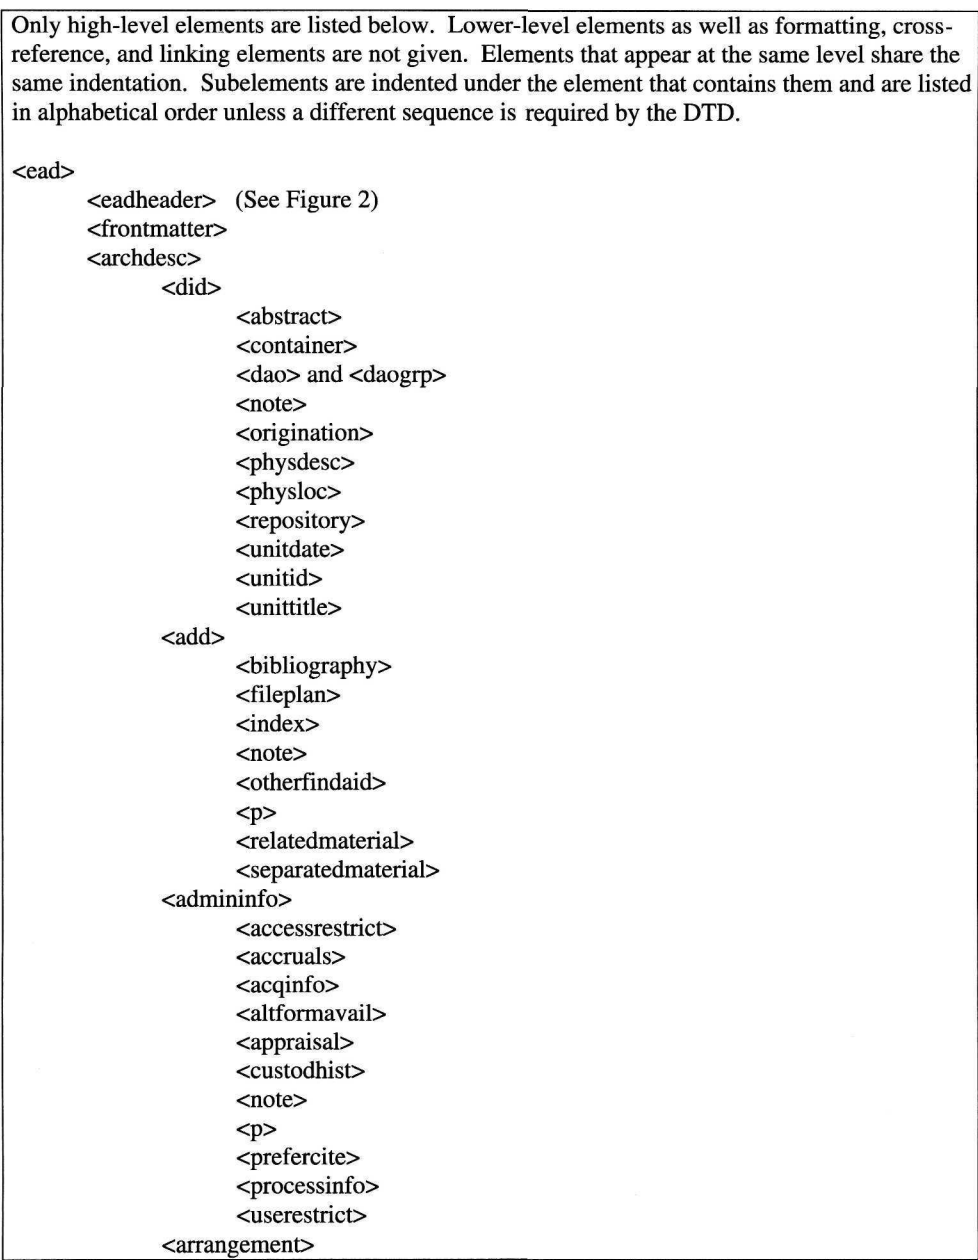 Only high-level elements are listed below. Lower-level elements as well as formatting, cross-
reference, and linking elements are not given. Elements that appear at the same level share the
same indentation. Subelements are indented under the element that contains them and are listed
in alphabetical order unless a different sequence is required by the DTD.
<ead>
<eadheader> (See Figure 2)
<frontmatter>
<archdesc>
<did>
<abstract>
<container>
<dao> and <daogrp>
<note>
<origination>
<physdesc>
<physloc>
<repository>
<unitdate>
<unitid>
<unittitle>
<add>
<bibliography>
<fileplan>
<index>
<note>
<otherfindaid>
<p>
<relatedmaterial>
<separatedmaterial>
<admininfo>
<accessrestrict>
<accruals>
<acqinfo>
<altformavail>
<appraisal>
<custodhist>
<note>
<p>
<prefercite>
<processinfo>
<userestrict>
<arrangement>